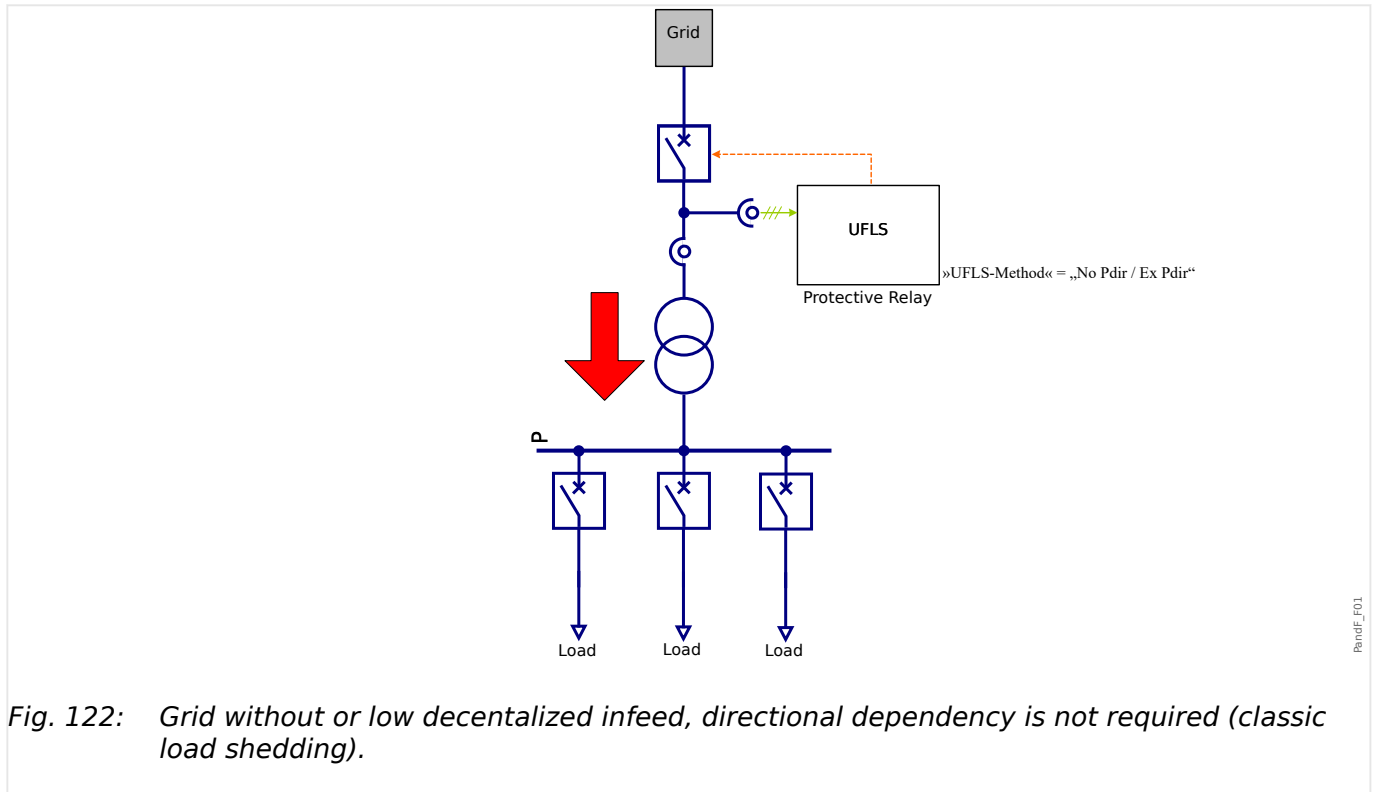 Grid
UFLS
»UFLS-Method« = „No Pdir / Ex Pdir“
Protective Relay
P
Load
Load
Load
PandF_F01
Fig. 122: Grid without or low decentalized infeed, directional dependency is not required (classic
load shedding).